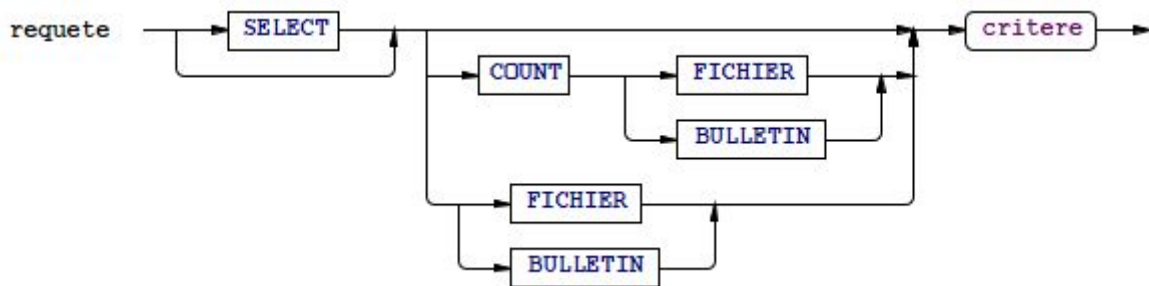 requete SELECT critere
COUNT FICHIER
BULLETIN
FICHIER
BULLETIN